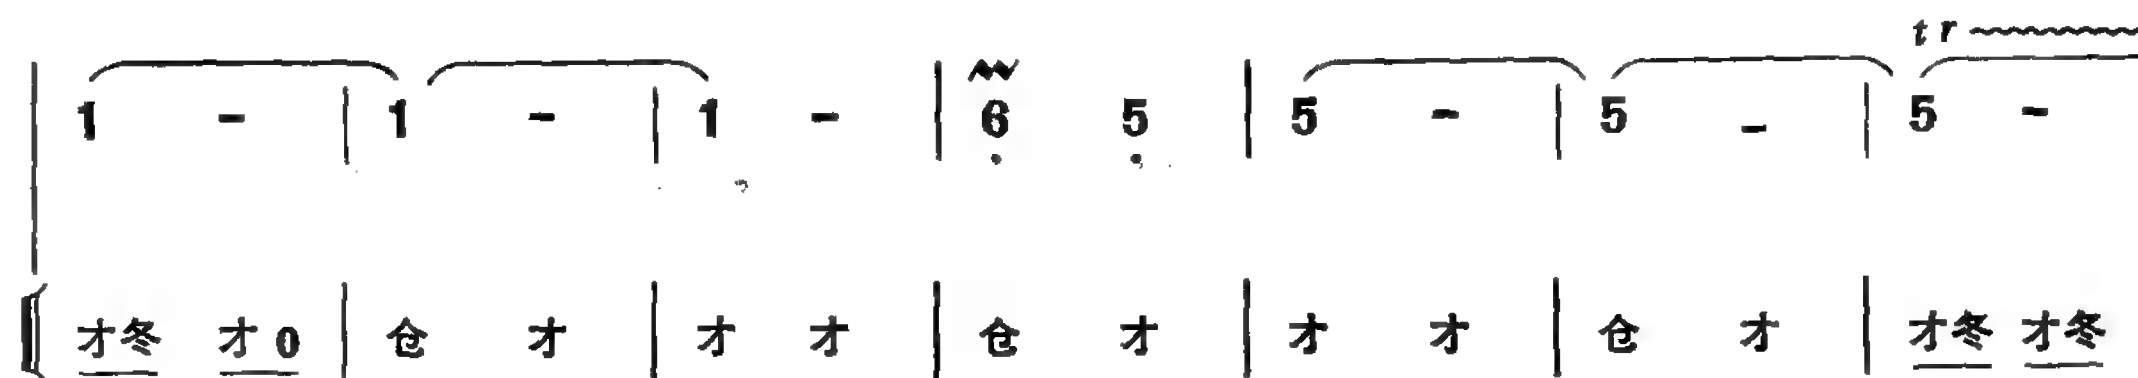 tr
1 - | 1 - | 1 - | 6 5 | 5 - | 5 - | 5 -
才冬 才0 | 仓 才 | 才 才 | 仓 才 | 才 才 | 仓 才 | 才冬 才冬